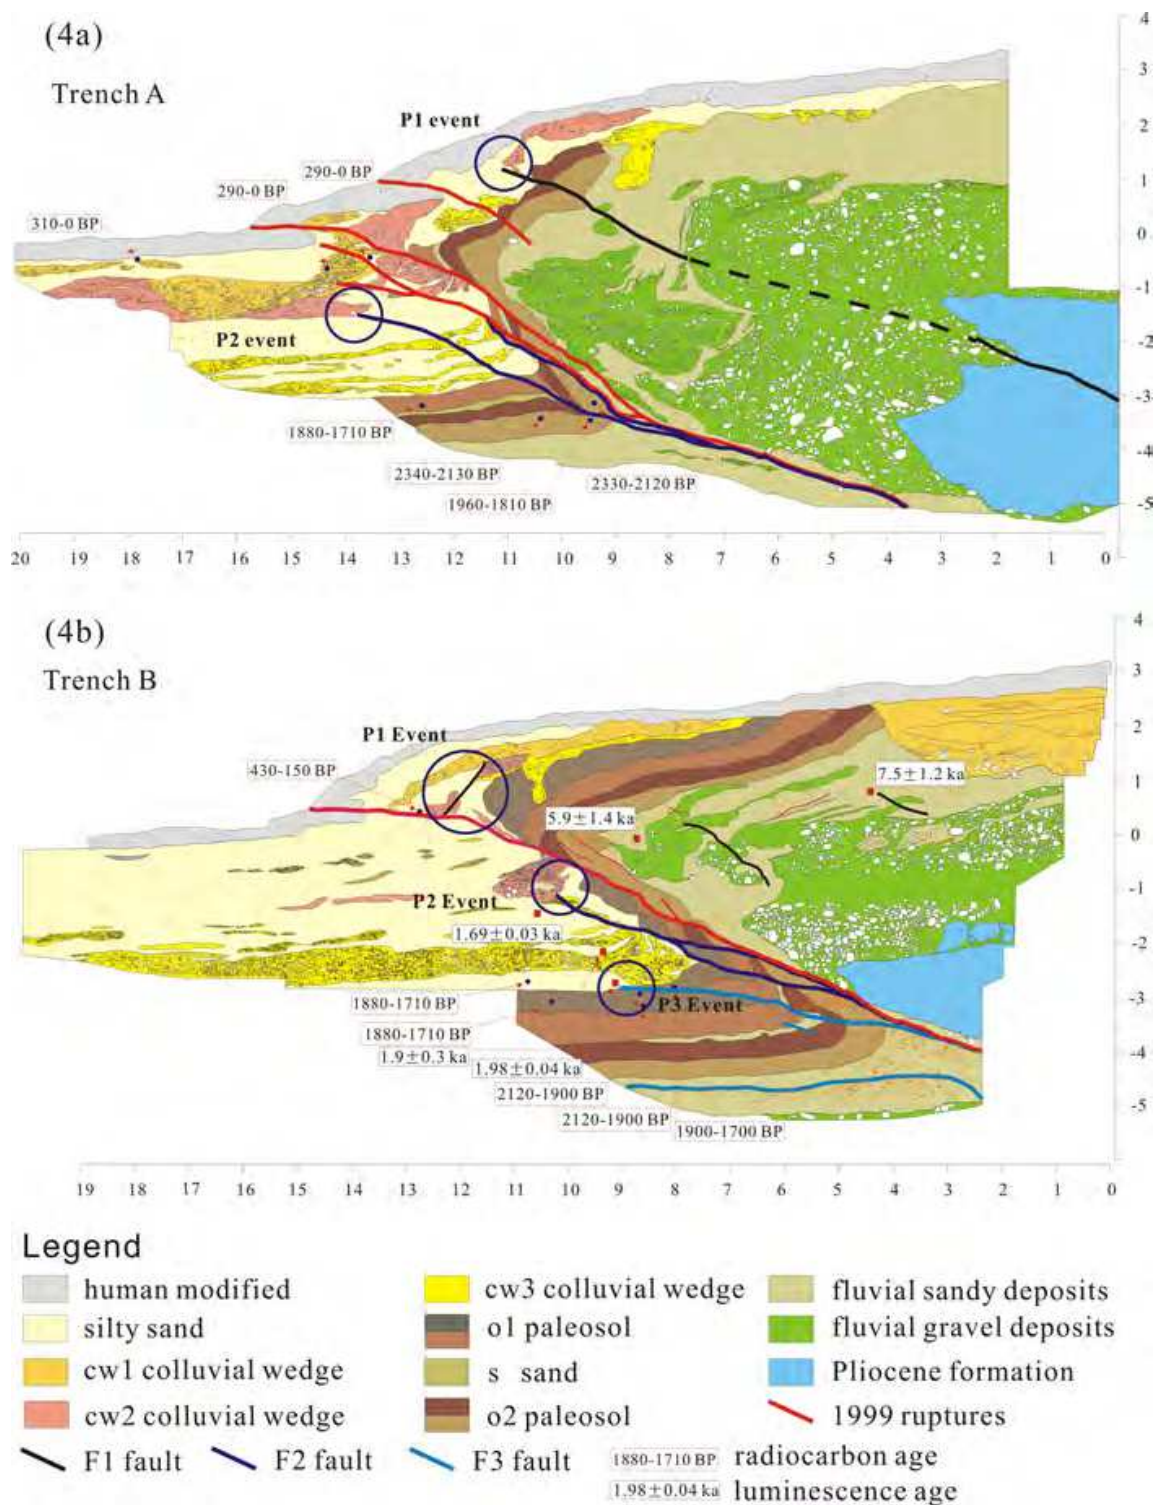 (4a)
Trench A
P1 event
290-0 BP
290-0 BP
310-0 BP
P2 event
1880-1710 BP
2340-2130 BP
1960-1810 BP
2330-2120 BP
4
3
2
1
0
-1
-2
-3
-4
-5
20 19 18 17 16 15 14 13 12 11 10 9 8 7 6 5 4 3 2 1 0
(4b)
Trench B
P1 Event
430-150 BP
7.5±1.2 ka
5.9±1.4 ka
P2 Event
1.69±0.03 ka
1880-1710 BP
P3 Event
1880-1710 BP
1.9±0.3 ka
1.98±0.04 ka
2120-1900 BP
2120-1900 BP
1900-1700 BP
4
3
2
1
0
-1
-2
-3
-4
-5
19 18 17 16 15 14 13 12 11 10 9 8 7 6 5 4 3 2 1 0
Legend
human modified
silty sand
cw1 colluvial wedge
cw2 colluvial wedge
cw3 colluvial wedge
o1 paleosol
s sand
o2 paleosol
fluvial sandy deposits
fluvial gravel deposits
Pliocene formation
1999 ruptures
F1 fault
F2 fault
F3 fault
1880-1710 BP radiocarbon age
1.98±0.04 ka luminescence age